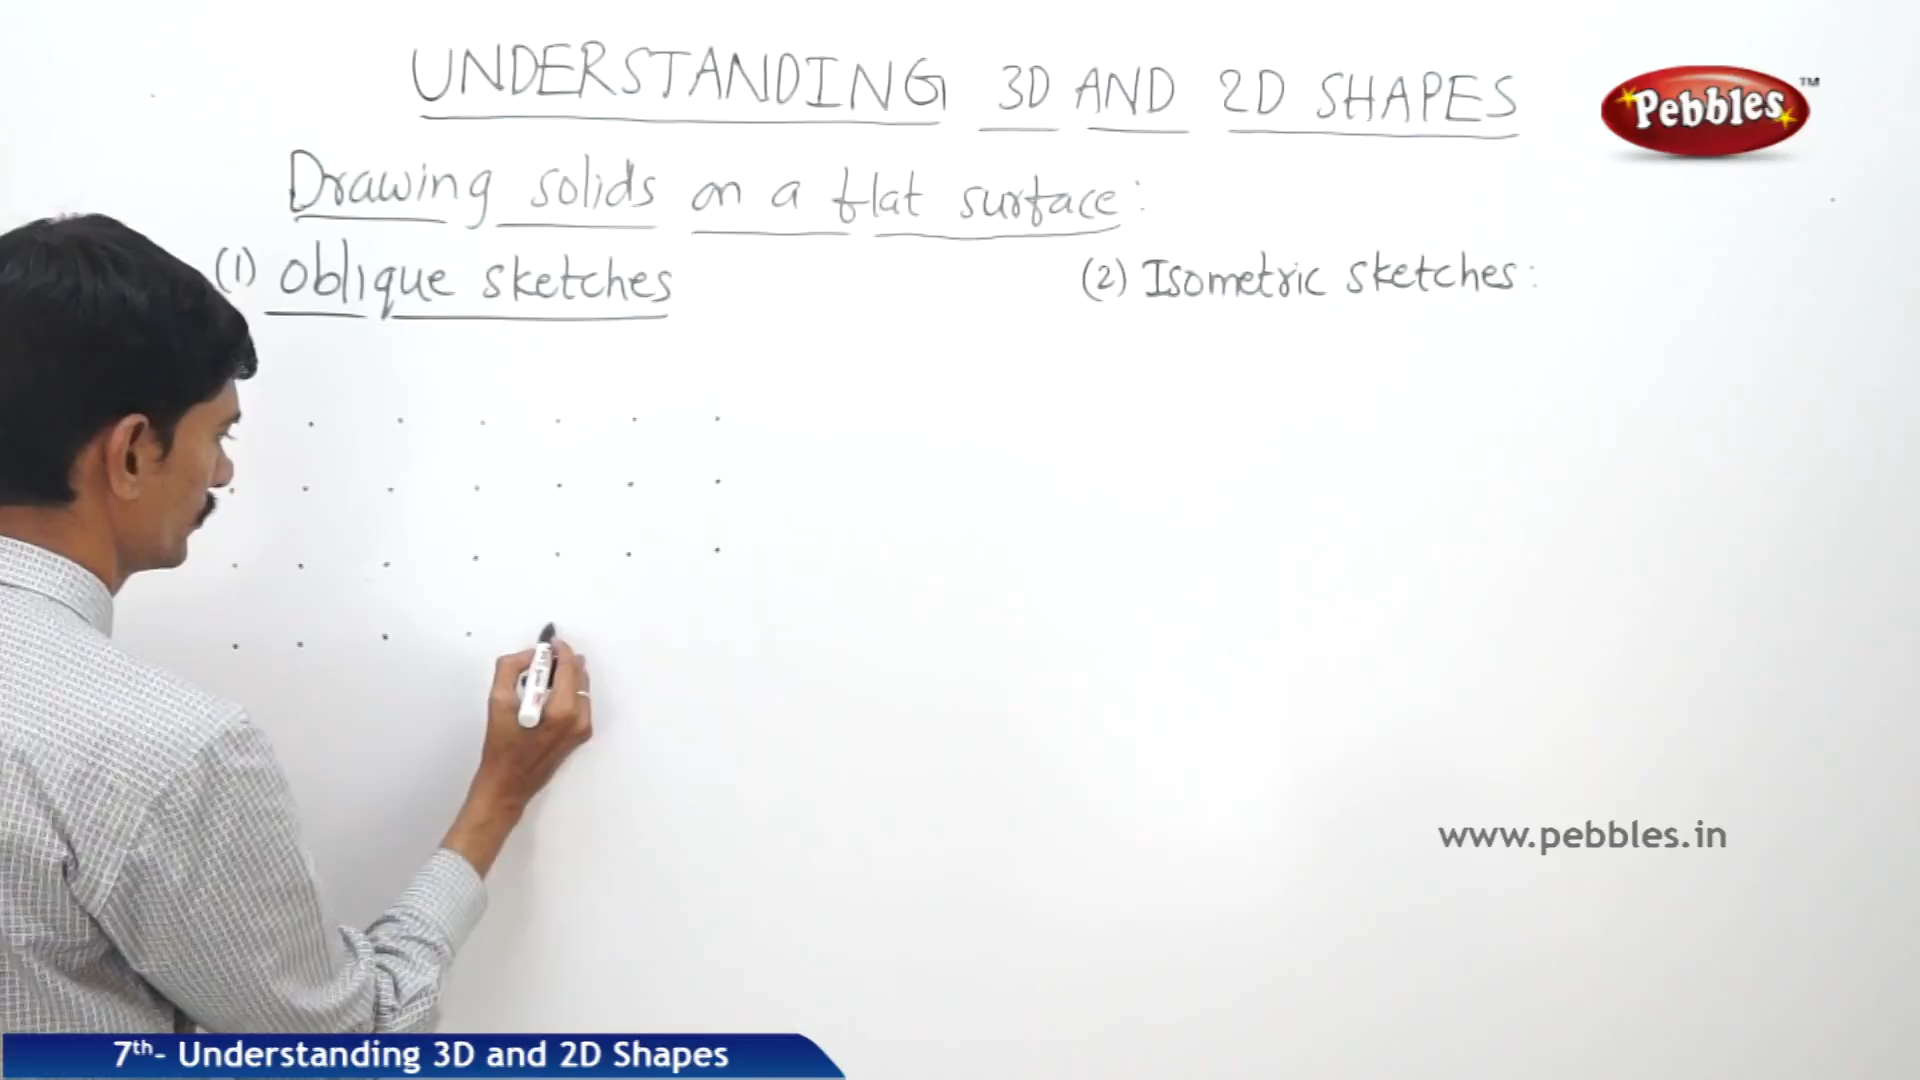 UNDERSTANDING 3D AND 2D SHAPES
Pebbles™
Drawing solids on a flat surface:
(1) Oblique sketches
(2) Isometric sketches:
www.pebbles.in
7th- Understanding 3D and 2D Shapes